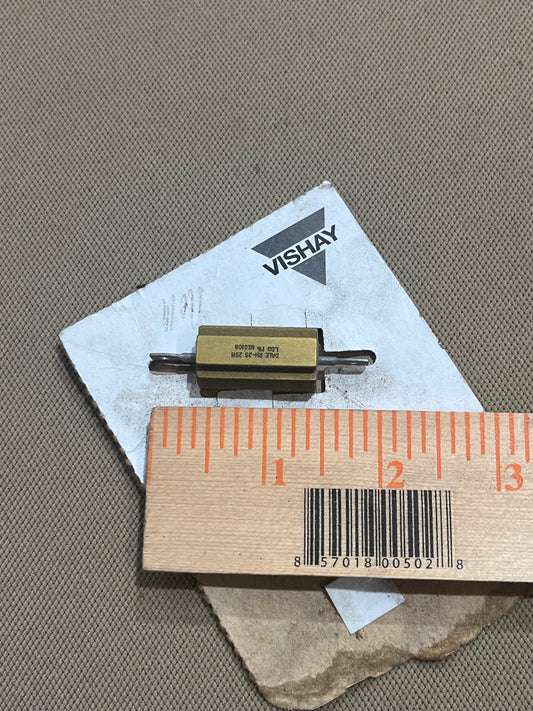 VISHAY
DALE RH-25 25W
1.5Ω 1%
1 2 3
8 57018 00502 8